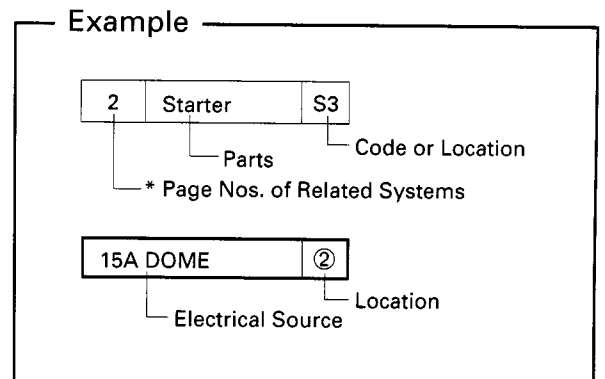 Example
2 Starter S3
Code or Location
Parts
* Page Nos. of Related Systems
15A DOME ②
Location
Electrical Source